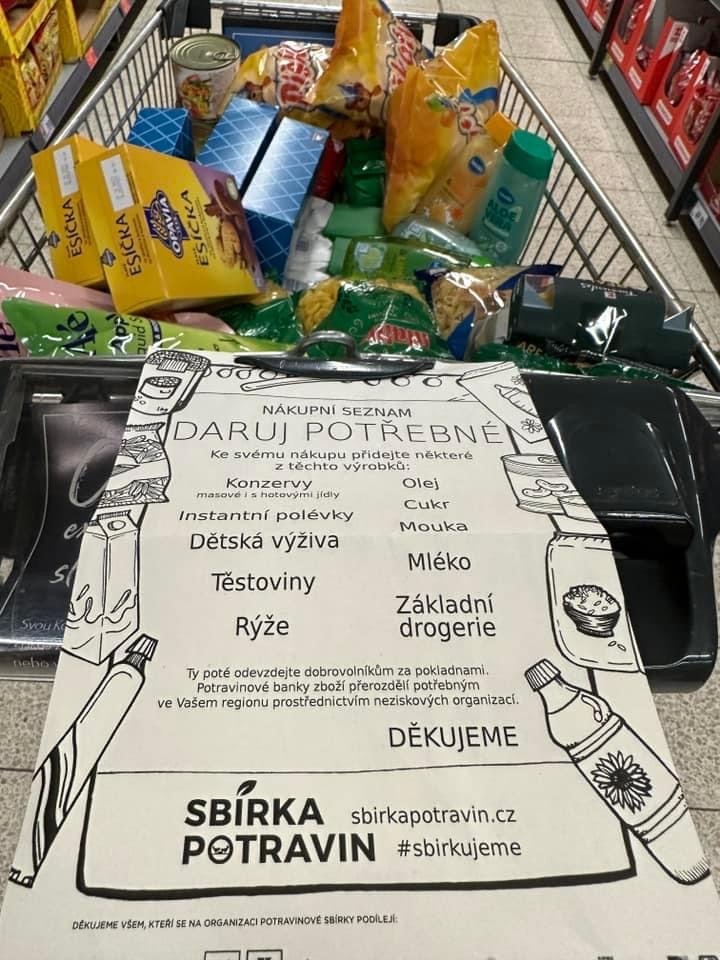 ESÍČKA
ESÍČKA
OPAVIA
ESÍČKA
ALOE
VERA
NÁKUPNÍ SEZNAM
DARUJ POTŘEBNÉ
Ke svému nákupu přidejte některé
z těchto výrobků:
Konzervy
masové i s hotovými jídly
Instantní polévky
Dětská výživa
Těstoviny
Rýže
Olej
Cukr
Mouka
Mléko
Základní
drogerie
Ty poté odevzdejte dobrovolníkům za pokladnami.
Potravinové banky zboží přerozdělí potřebným
ve Vašem regionu prostřednictvím neziskových organizací.
DĚKUJEME
SBÍRKA
POTRAVIN
sbirkapotravin.cz
#sbirkujeme
DĚKUJEME VŠEM, KTEŘÍ SE NA ORGANIZACI POTRAVINOVÉ SBÍRKY PODÍLEJÍ: